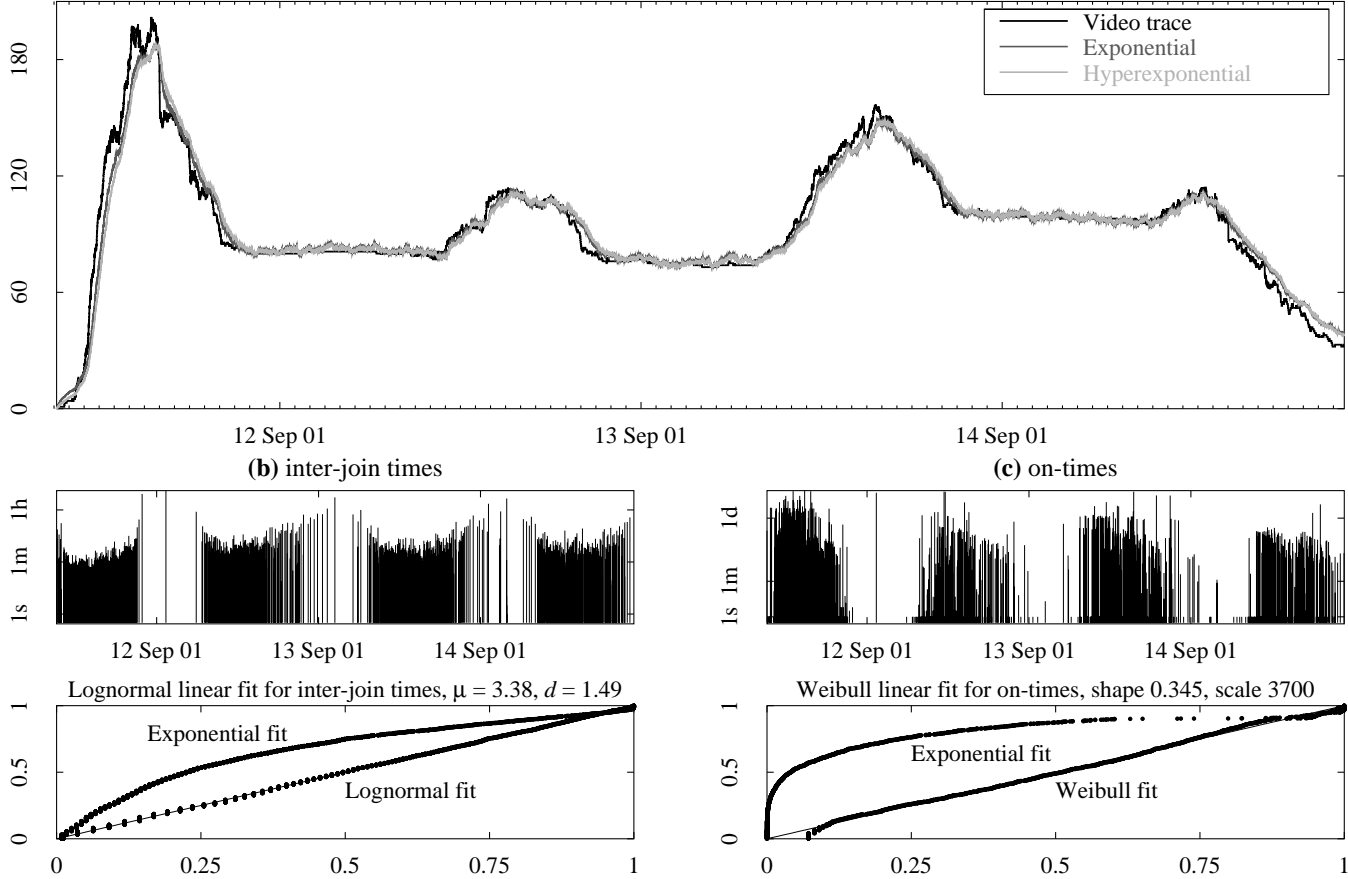 Video trace
Exponential
Hyperexponential
180
120
60
0
12 Sep 01 13 Sep 01 14 Sep 01
(b) inter-join times
1h
1m
1s
12 Sep 01 13 Sep 01 14 Sep 01
(c) on-times
1d
1m
1s
12 Sep 01 13 Sep 01 14 Sep 01
Lognormal linear fit for inter-join times, μ = 3.38, d = 1.49
1
0.5
0
Exponential fit
Lognormal fit
0 0.25 0.5 0.75 1
Weibull linear fit for on-times, shape 0.345, scale 3700
1
0.5
0
Exponential fit
Weibull fit
0 0.25 0.5 0.75 1